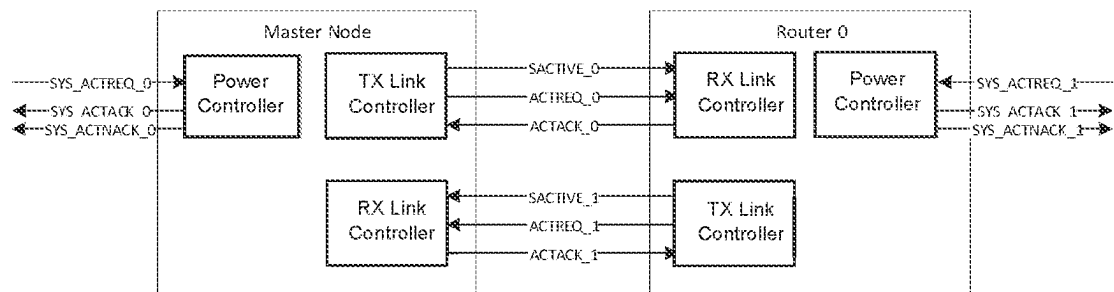 Master Node
Router 0
Power
Controller
TX Link
Controller
RX Link
Controller
Power
Controller
SYS_ACTREQ_0
SYS_ACTACK_0
SYS_ACTNACK_0
SACTIVE_0
ACTREQ_0
ACTACK_0
SYS_ACTREQ_1
SYS_ACTACK_1
SYS_ACTNACK_1
RX Link
Controller
SACTIVE_1
ACTREQ_1
ACTACK_1
TX Link
Controller